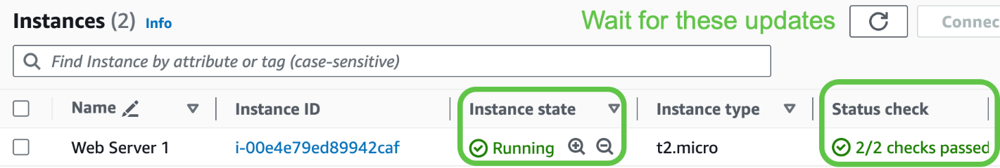 Instances (2) Info Wait for these updates Connec
Find Instance by attribute or tag (case-sensitive)
Name Instance ID Instance state Instance type Status check
Web Server 1 i-00e4e79ed89942caf Running t2.micro 2/2 checks passed